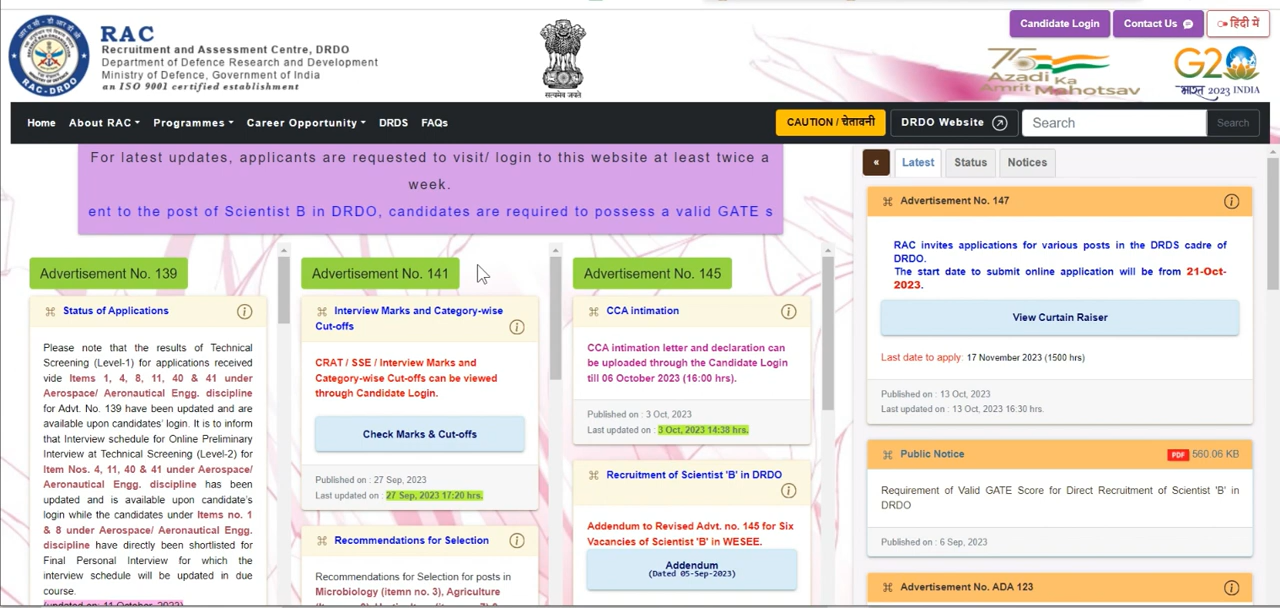 RAC
Recruitment and Assessment Centre, DRDO
Department of Defence Research and Development
Ministry of Defence, Government of India
an ISO 9001 certified establishment
RAC-DRDO
सत्यमेव जयते
Candidate Login
Contact Us
हिंदी में
75
Azadi Ka
Amrit Mahotsav
G20
भारत 2023 INDIA
Home
About RAC
Programmes
Career Opportunity
DRDS
FAQs
CAUTION / चेतावनी
DRDO Website
Search
Search
For latest updates, applicants are requested to visit/ login to this website at least twice a
week.
ent to the post of Scientist B in DRDO, candidates are required to possess a valid GATE s
Advertisement No. 139
Status of Applications
Please note that the results of Technical
Screening (Level-1) for applications received
vide Items 1, 4, 8, 11, 40 & 41 under
Aerospace/ Aeronautical Engg. discipline
for Advt. No. 139 have been updated and are
available upon candidates' login. It is to inform
that Interview schedule for Online Preliminary
Interview at Technical Screening (Level-2) for
Item Nos. 4, 11, 40 & 41 under Aerospace/
Aeronautical Engg. discipline has been
updated and is available upon candidate's
login while the candidates under Items no. 1
& 8 under Aerospace/ Aeronautical Engg.
discipline have directly been shortlisted for
Final Personal Interview for which the
interview schedule will be updated in due
course.
(updated on: 11 October, 2023)
Advertisement No. 141
Interview Marks and Category-wise
Cut-offs
CRAT / SSE / Interview Marks and
Category-wise Cut-offs can be viewed
through Candidate Login.
Check Marks & Cut-offs
Published on : 27 Sep, 2023
Last updated on : 27 Sep, 2023 17:20 hrs.
Recommendations for Selection
Recommendations for Selection for posts in
Microbiology (itemn no. 3), Agriculture
Advertisement No. 145
CCA intimation
CCA intimation letter and declaration can
be uploaded through the Candidate Login
till 06 October 2023 (16:00 hrs).
Published on : 3 Oct, 2023
Last updated on : 3 Oct, 2023 14:38 hrs.
Recruitment of Scientist 'B' in DRDO
Addendum to Revised Advt. no. 145 for Six
Vacancies of Scientist 'B' in WESEE.
Addendum
(Dated 05-Sep-2023)
«
Latest
Status
Notices
Advertisement No. 147
RAC invites applications for various posts in the DRDS cadre of
DRDO.
The start date to submit online application will be from 21-Oct-
2023.
View Curtain Raiser
Last date to apply: 17 November 2023 (1500 hrs)
Published on : 13 Oct, 2023
Last updated on : 13 Oct, 2023 16:30 hrs.
Public Notice
PDF 560.06 KB
Requirement of Valid GATE Score for Direct Recruitment of Scientist 'B' in
DRDO
Published on : 6 Sep, 2023
Advertisement No. ADA 123